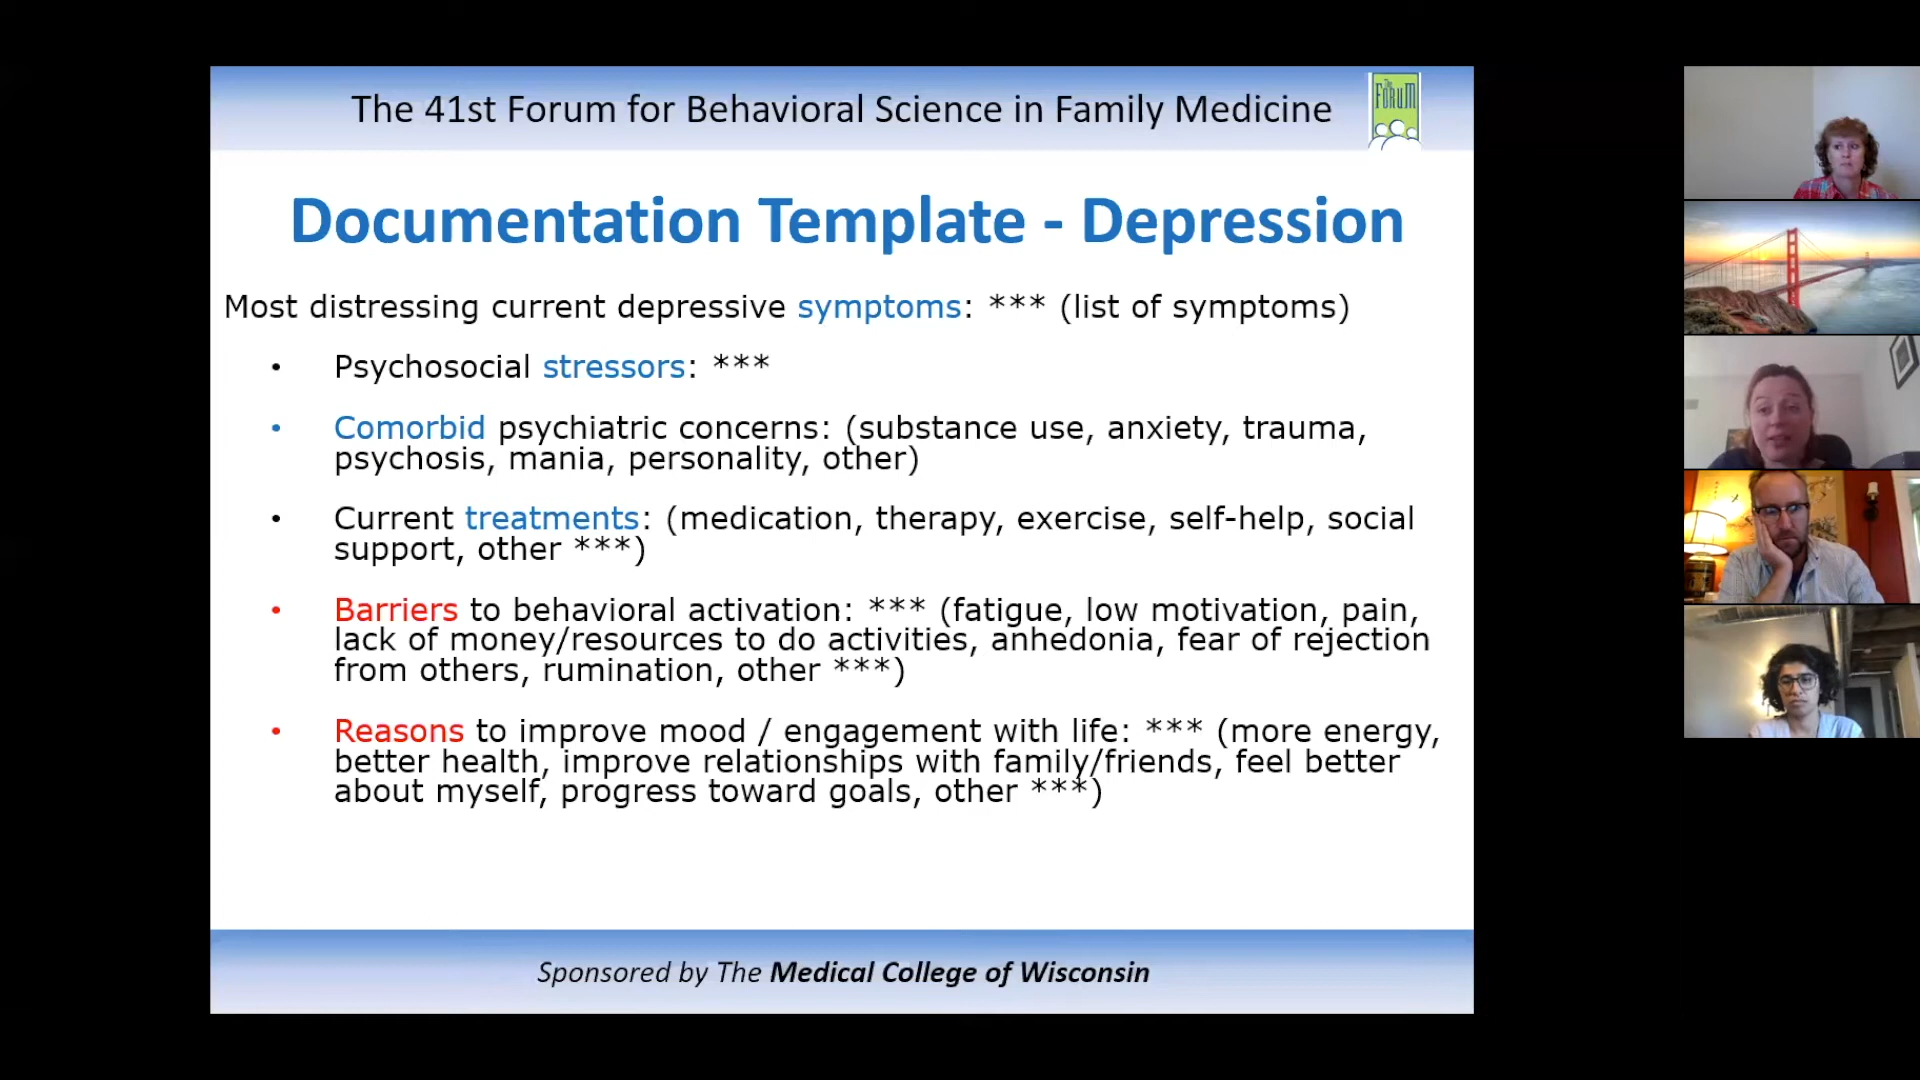 The 41st Forum for Behavioral Science in Family Medicine
The
FORUM
Documentation Template - Depression
Most distressing current depressive symptoms: *** (list of symptoms)
• Psychosocial stressors: ***
• Comorbid psychiatric concerns: (substance use, anxiety, trauma,
psychosis, mania, personality, other)
• Current treatments: (medication, therapy, exercise, self-help, social
support, other ***)
• Barriers to behavioral activation: *** (fatigue, low motivation, pain,
lack of money/resources to do activities, anhedonia, fear of rejection
from others, rumination, other ***)
• Reasons to improve mood / engagement with life: *** (more energy,
better health, improve relationships with family/friends, feel better
about myself, progress toward goals, other ***)
Sponsored by The Medical College of Wisconsin